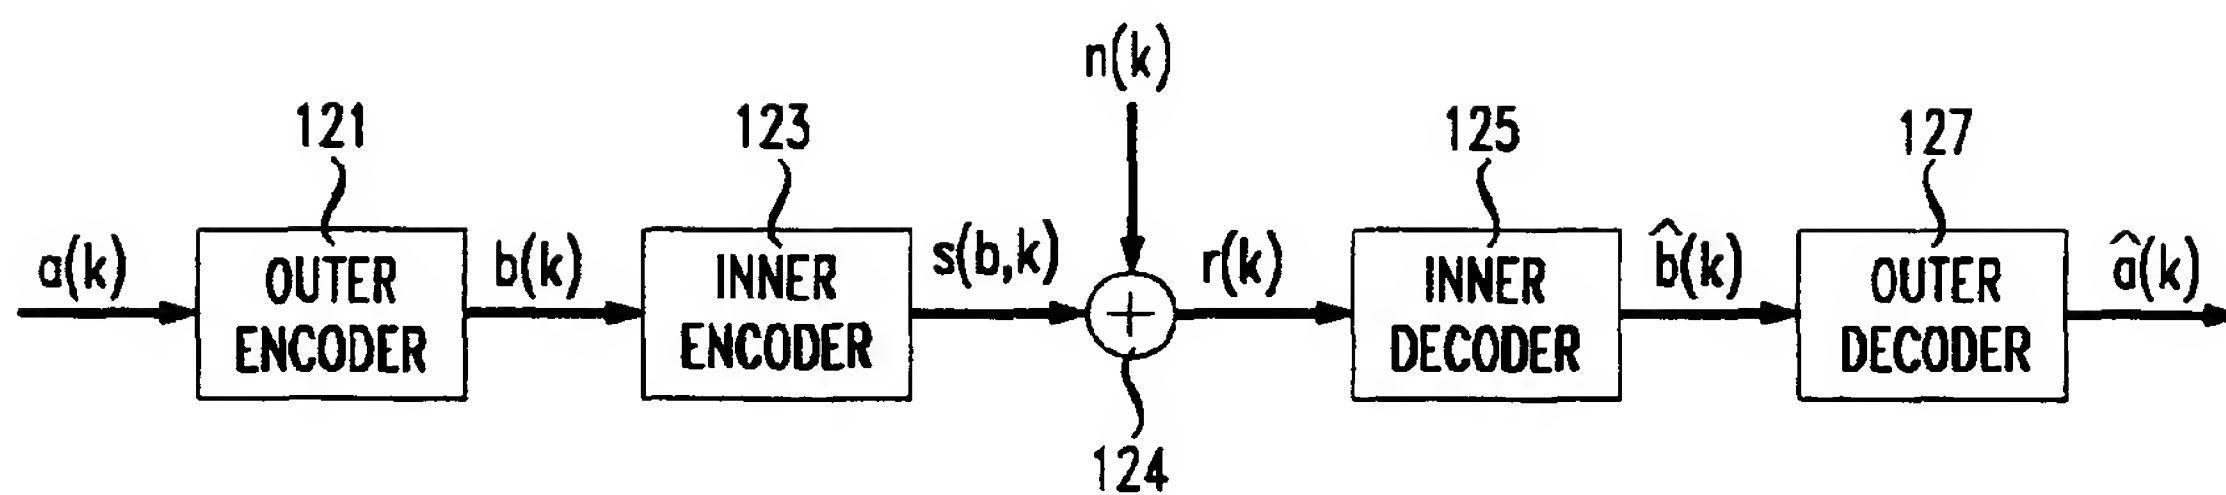 n(k)
121
123
125
127
a(k)
OUTER
ENCODER
b(k)
INNER
ENCODER
s(b,k)
+
r(k)
INNER
DECODER
b̂(k)
OUTER
DECODER
â(k)
124